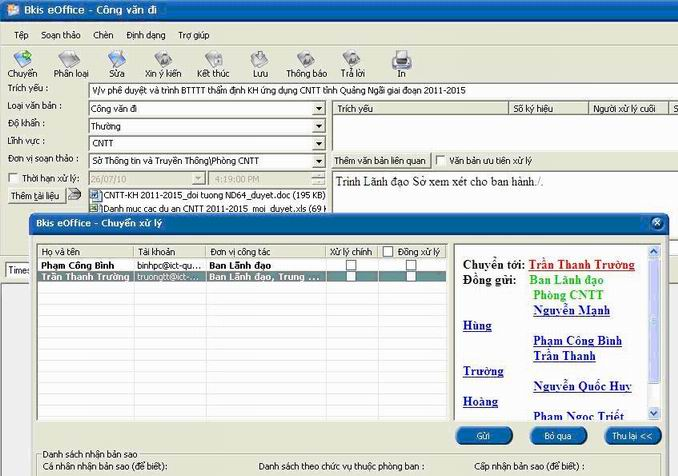 Bkis eOffice - Công văn đi
Tệp Soạn thảo Chèn Định dạng Trợ giúp
Chuyển Phân loại Sửa Xin ý kiến Kết thúc Lưu Thông báo Trả lời In
Trích yếu : V/v phê duyệt và trình BTTTT thẩm định KH ứng dụng CNTT tỉnh Quảng Ngãi giai đoạn 2011-2015
Loại văn bản : Công văn đi Trích yếu Số ký hiệu Người xử lý cuối S
Độ khẩn : Thường
Lĩnh vực : CNTT
Đơn vị soạn thảo : Sở Thông tin và Truyền Thông\Phòng CNTT Thêm văn bản liên quan Văn bản ưu tiên xử lý
Thời hạn xử lý: 26/07/10 4:19:00 PM Trình Lãnh đạo Sở xem xét cho ban hành./.
Thêm tài liệu CNTT-KH 2011-2015_doi tuong ND64_duyet.doc (195 KB)
Danh muc cac du an CNTT 2011-2015_moi_duyet.xls (69 K
Bkis eOffice - Chuyển xử lý
Times
Họ và tên Tài khoản Đơn vị công tác Xử lý chính Đồng xử lý
Phạm Công Bình binhpc@ict-qu... Ban Lãnh đạo
Trần Thanh Trường truongtt@ict-... Ban Lãnh đạo, Trung ...
Chuyển tới: Trần Thanh Trường
Đồng gửi: Ban Lãnh đạo
Phòng CNTT
Nguyễn Mạnh
Hùng
Phạm Công Bình
Trần Thanh
Trường
Nguyễn Quốc Huy
Hoàng
Phạm Ngọc Triết
Gửi Bỏ qua Thu lại <<
Danh sách nhận bản sao
Cá nhân nhận bản sao (để biết): Danh sách theo chức vụ thuộc phòng ban : Cấp nhận bản sao (để biết) :